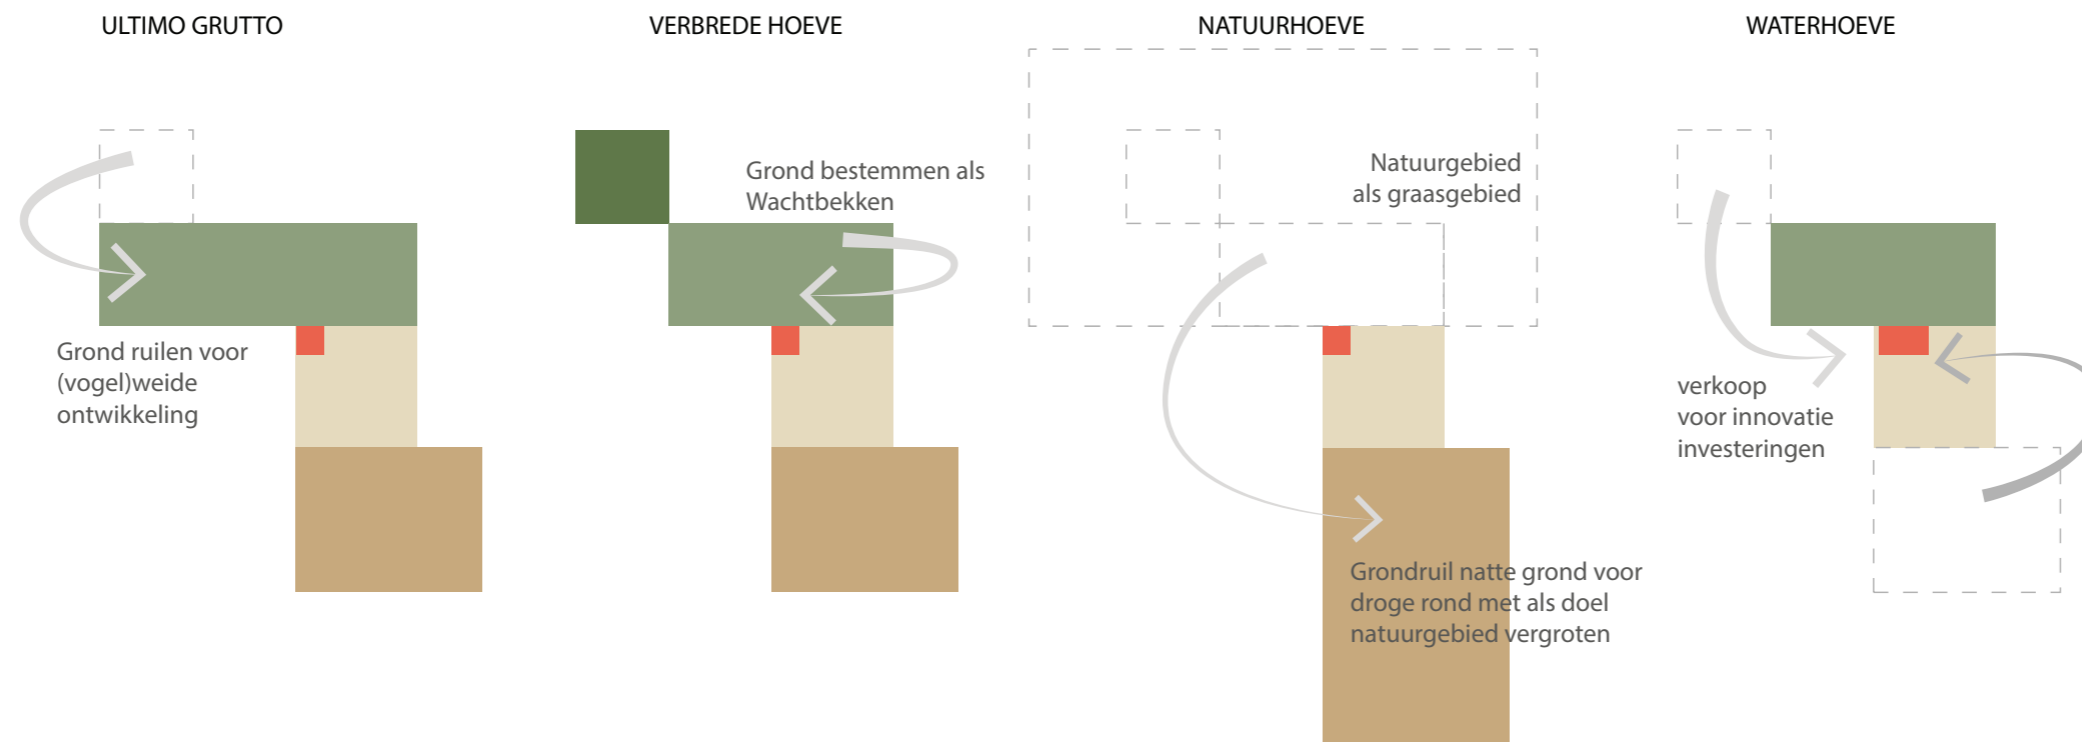 ULTIMO GRUTTO
VERBREDE HOEVE
NATUURHOEVE
WATERHOEVE
Grond ruilen voor
(vogel)weide
ontwikkeling
Grond bestemmen als
Wachtbekken
Natuurgebied
als graasgebied
Grondruil natte grond voor
droge rond met als doel
natuurgebied vergroten
verkoop
voor innovatie
investeringen